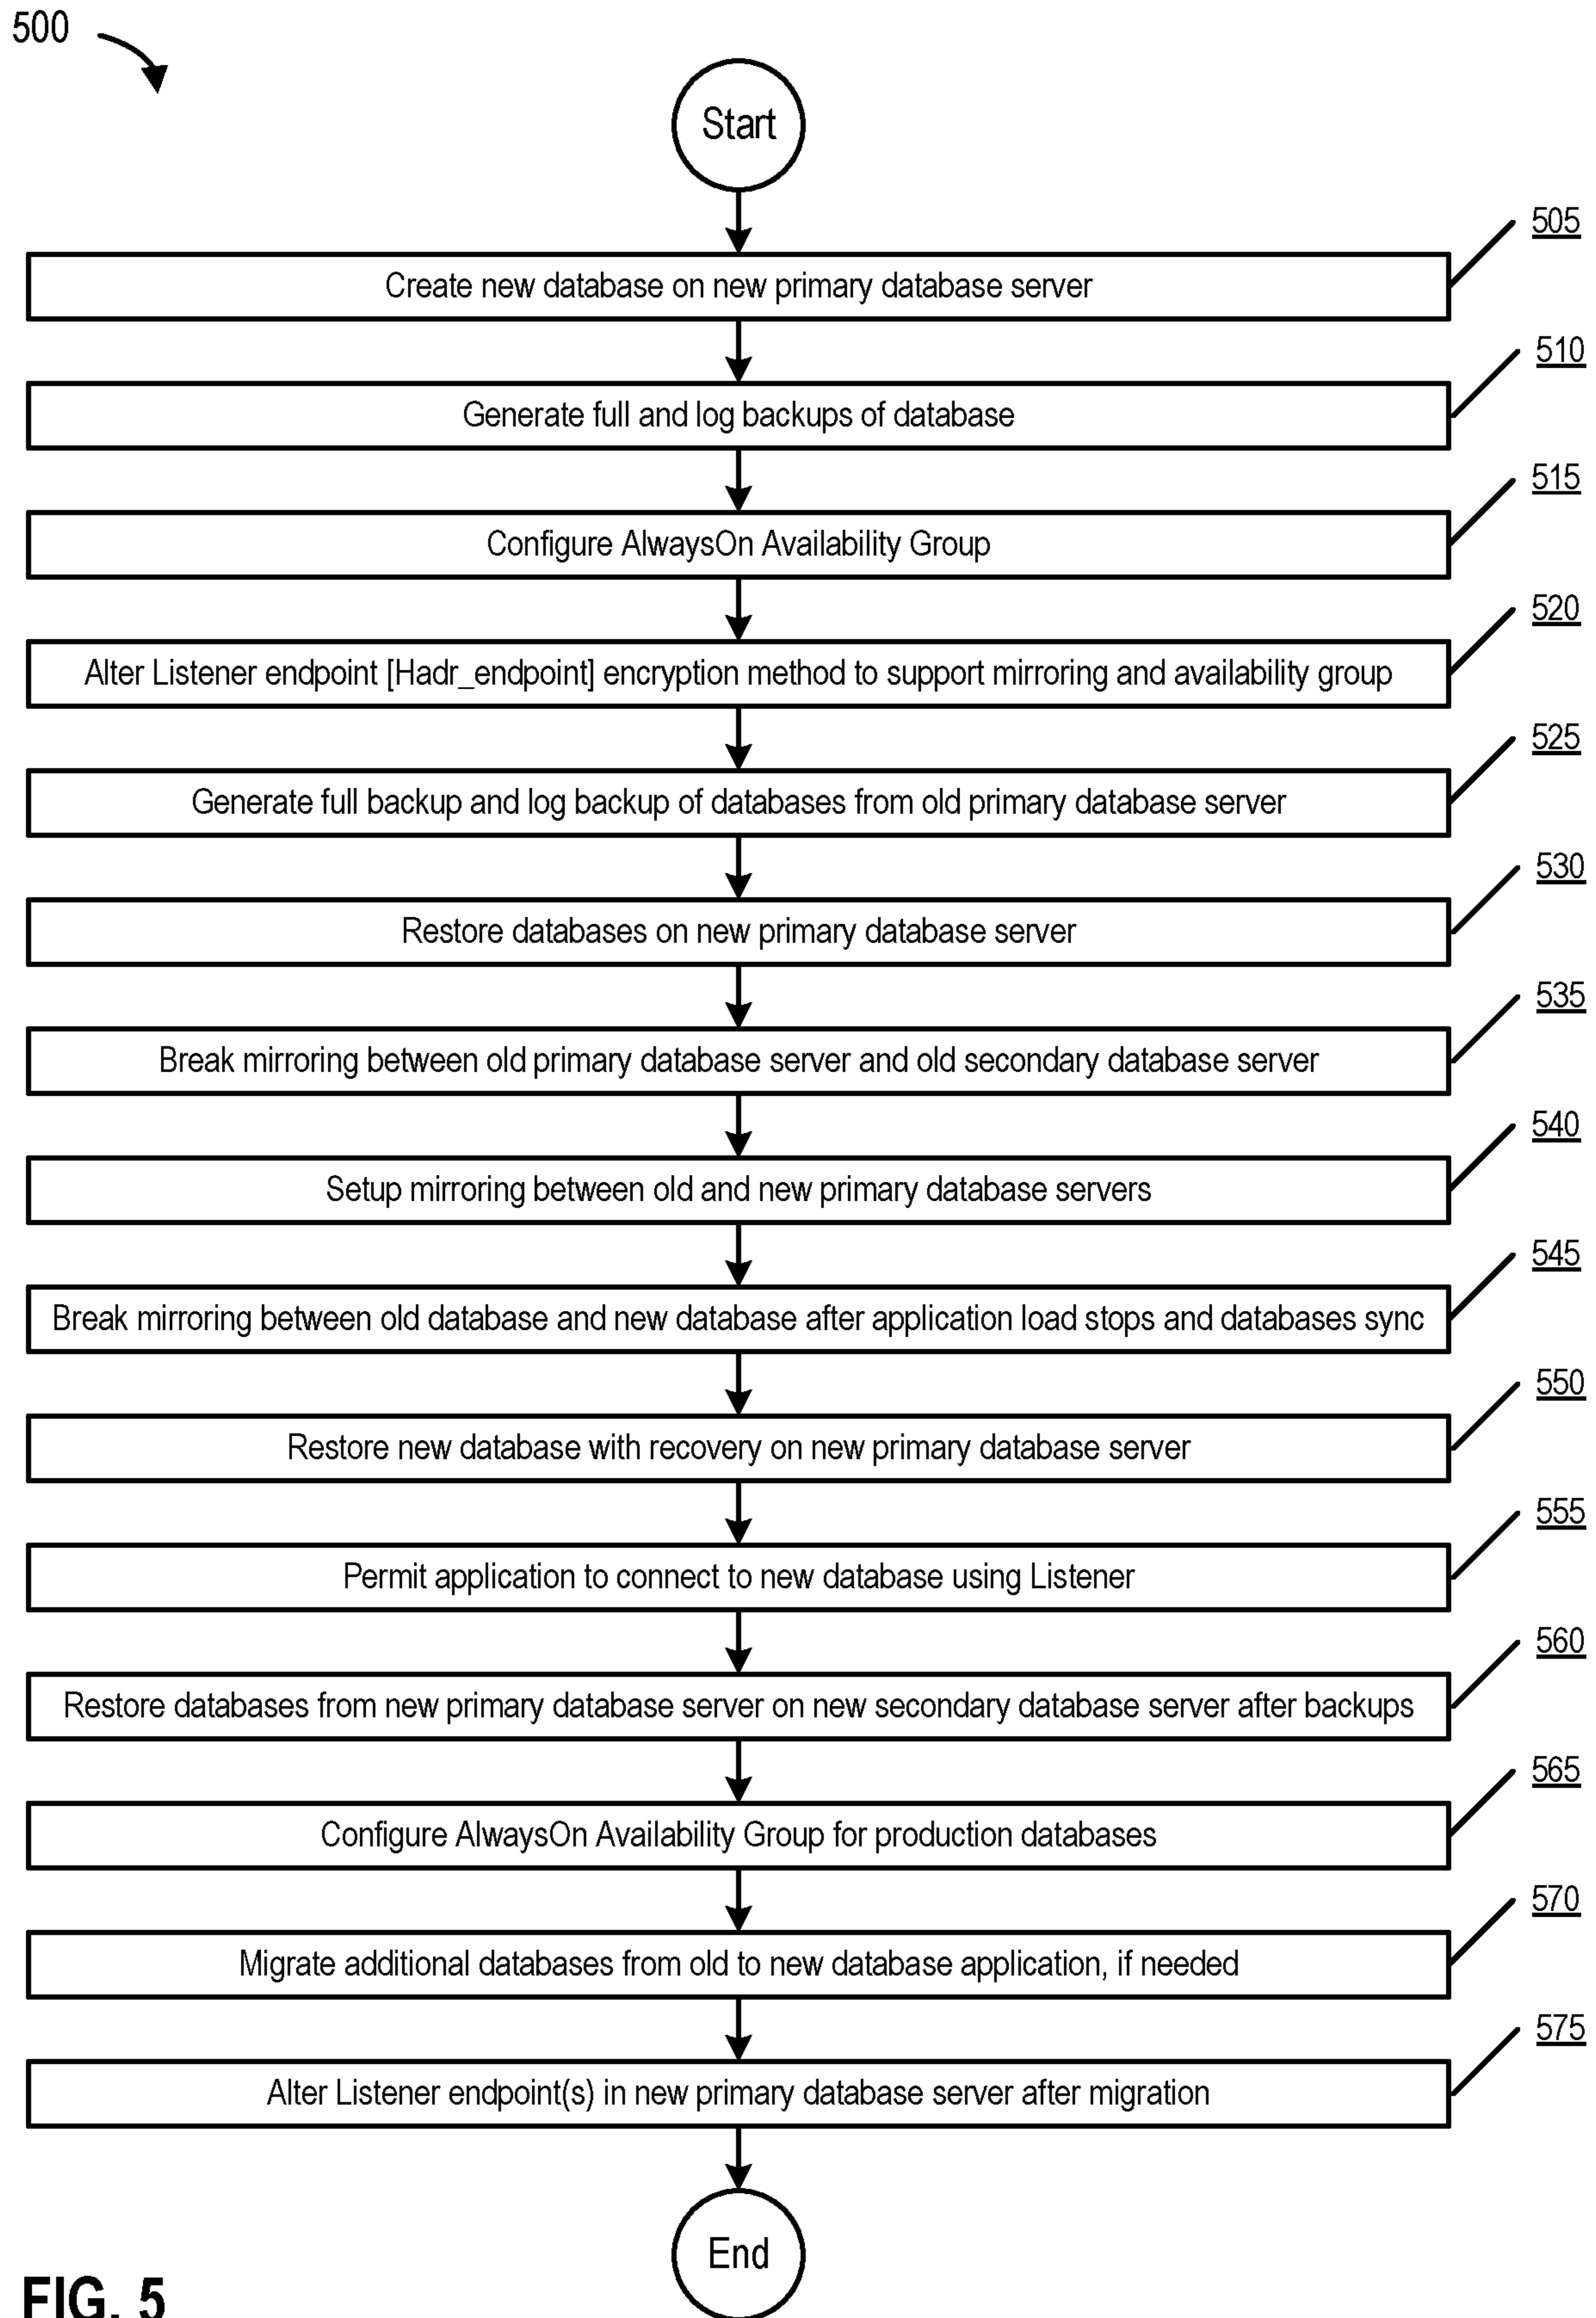 500
Start
505
Create new database on new primary database server
510
Generate full and log backups of database
515
Configure AlwaysOn Availability Group
520
Alter Listener endpoint [Hadr_endpoint] encryption method to support mirroring and availability group
525
Generate full backup and log backup of databases from old primary database server
530
Restore databases on new primary database server
535
Break mirroring between old primary database server and old secondary database server
540
Setup mirroring between old and new primary database servers
545
Break mirroring between old database and new database after application load stops and databases sync
550
Restore new database with recovery on new primary database server
555
Permit application to connect to new database using Listener
560
Restore databases from new primary database server on new secondary database server after backups
565
Configure AlwaysOn Availability Group for production databases
570
Migrate additional databases from old to new database application, if needed
575
Alter Listener endpoint(s) in new primary database server after migration
End
FIG. 5